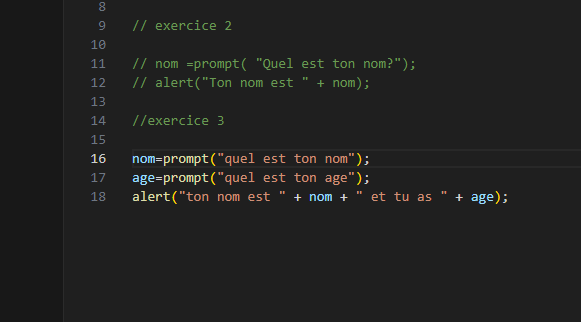 8
9 // exercice 2
10
11 // nom =prompt( "Quel est ton nom?");
12 // alert("Ton nom est " + nom);
13
14 //exercice 3
15
16 nom=prompt("quel est ton nom");
17 age=prompt("quel est ton age");
18 alert("ton nom est " + nom + " et tu as " + age);